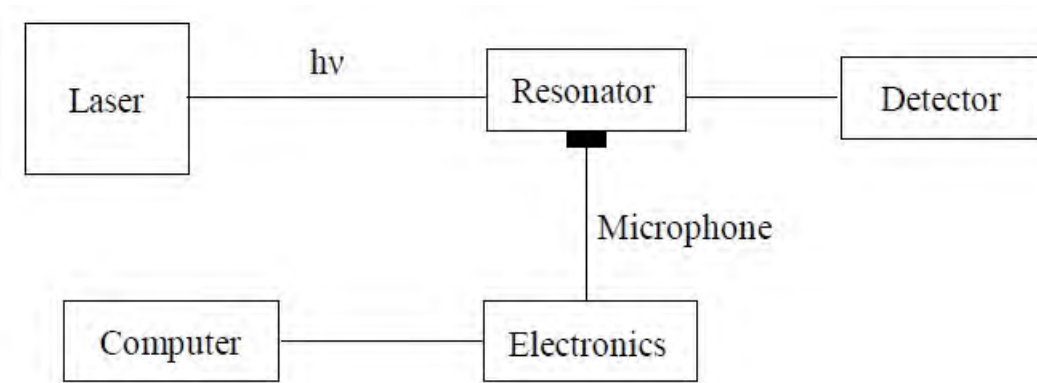 hν
Laser
Resonator
Detector
Microphone
Computer
Electronics